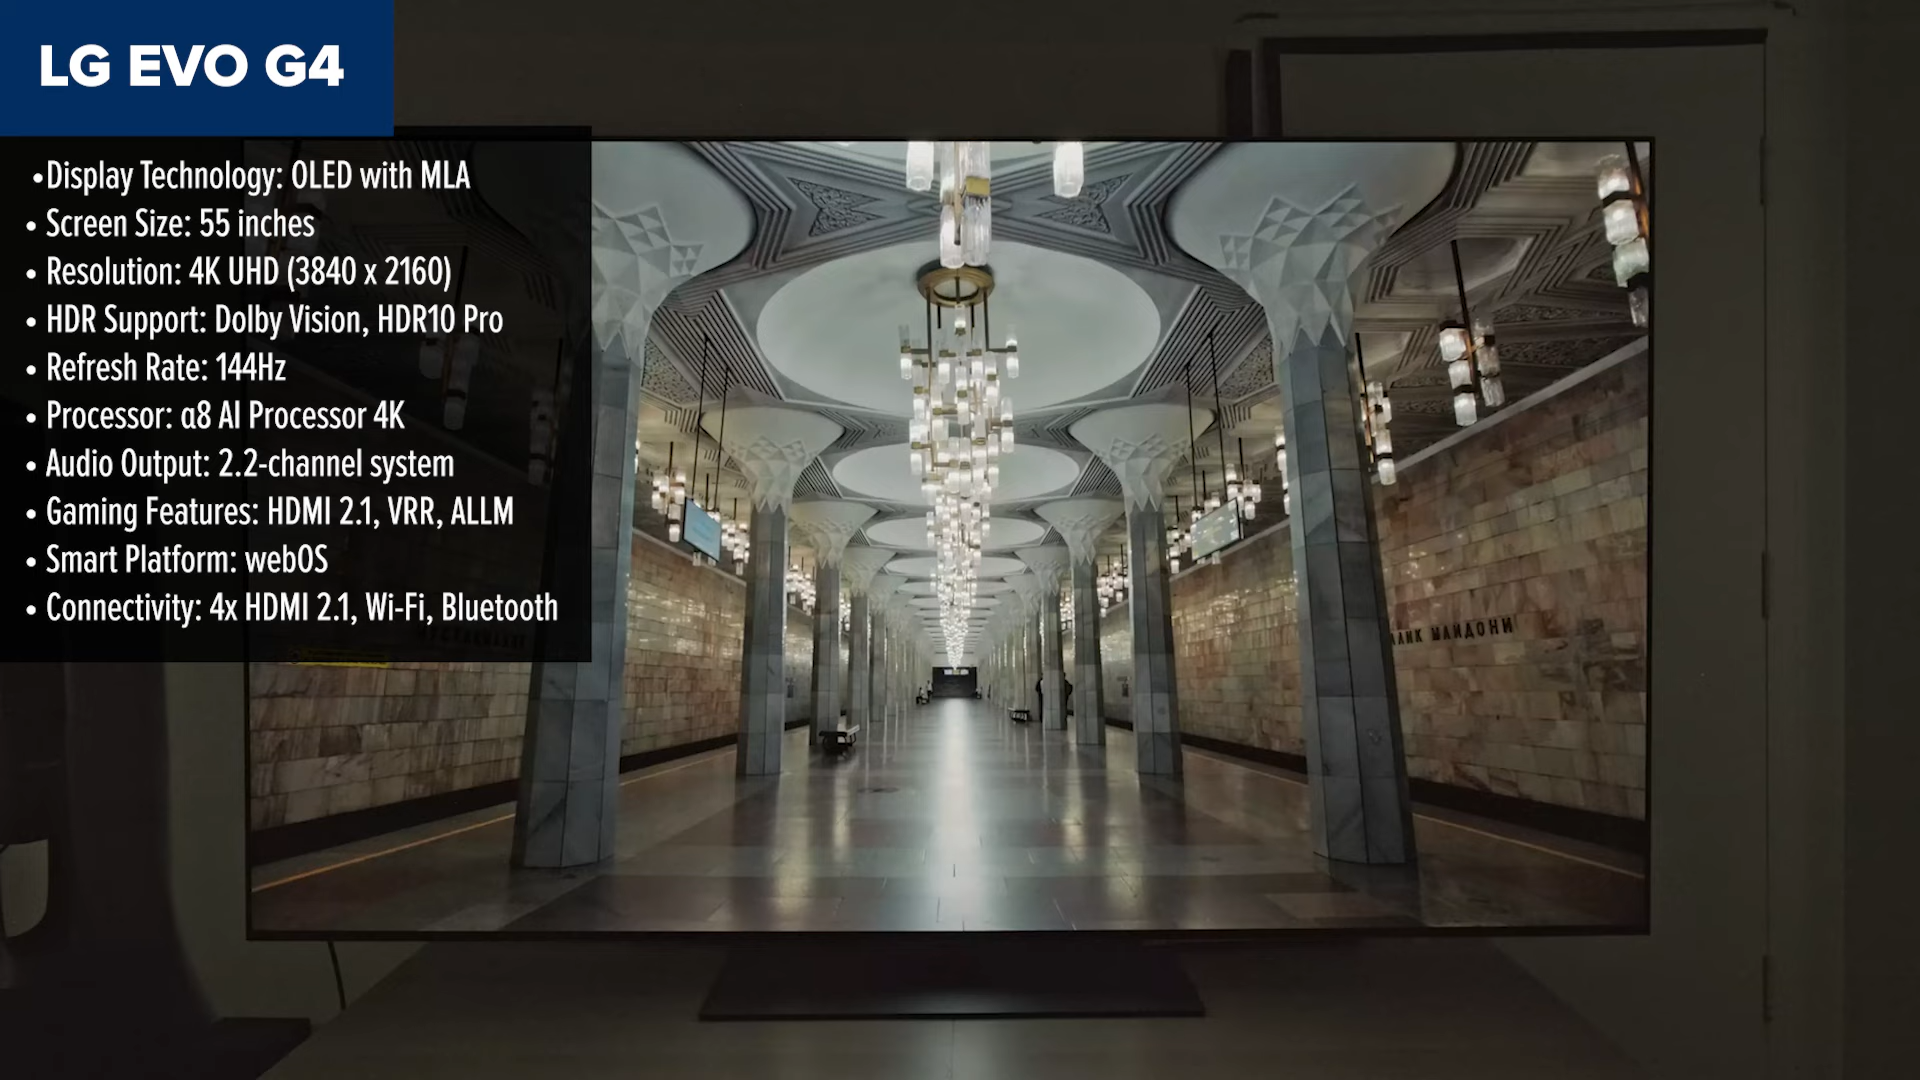 LG EVO G4
•Display Technology: OLED with MLA
• Screen Size: 55 inches
• Resolution: 4K UHD (3840 x 2160)
• HDR Support: Dolby Vision, HDR10 Pro
• Refresh Rate: 144Hz
• Processor: α8 AI Processor 4K
• Audio Output: 2.2-channel system
• Gaming Features: HDMI 2.1, VRR, ALLM
• Smart Platform: webOS
• Connectivity: 4x HDMI 2.1, Wi-Fi, Bluetooth